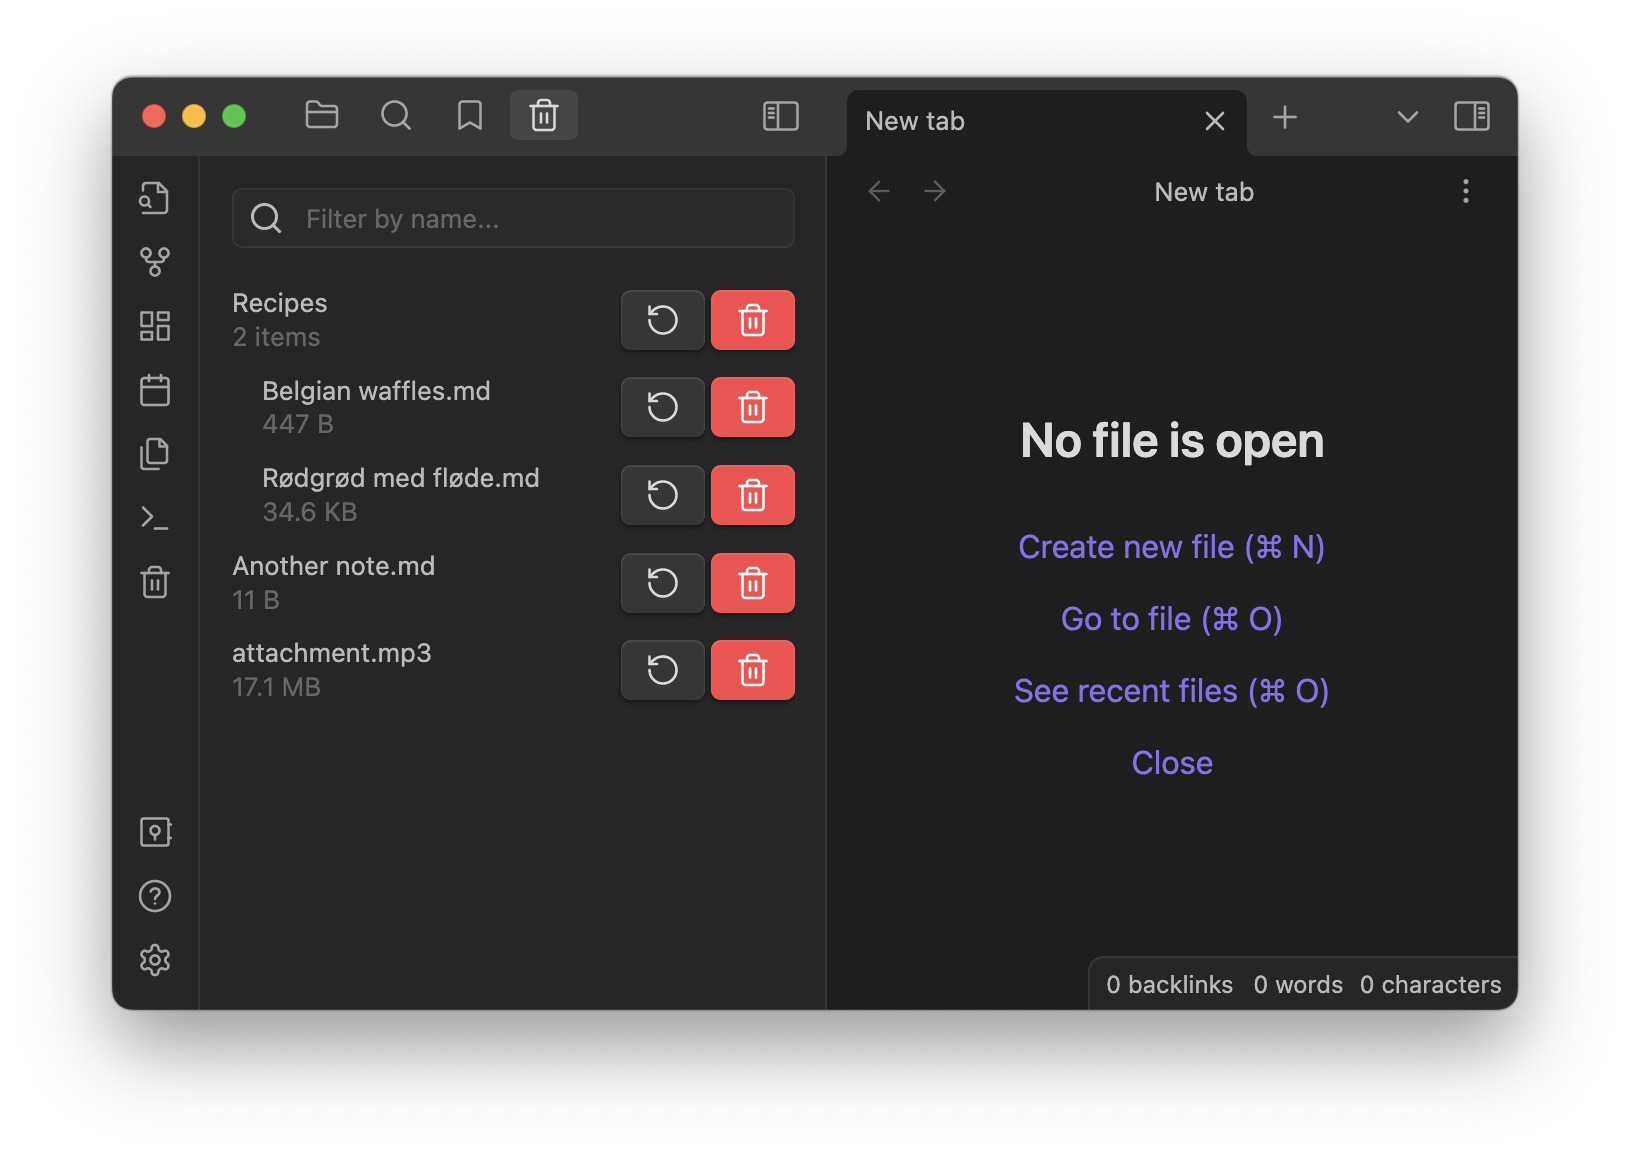 New tab
New tab
Filter by name...
Recipes
2 items
Belgian waffles.md
447 B
Rødgrød med fløde.md
34.6 KB
Another note.md
11 B
attachment.mp3
17.1 MB
No file is open
Create new file (⌘ N)
Go to file (⌘ O)
See recent files (⌘ O)
Close
0 backlinks 0 words 0 characters